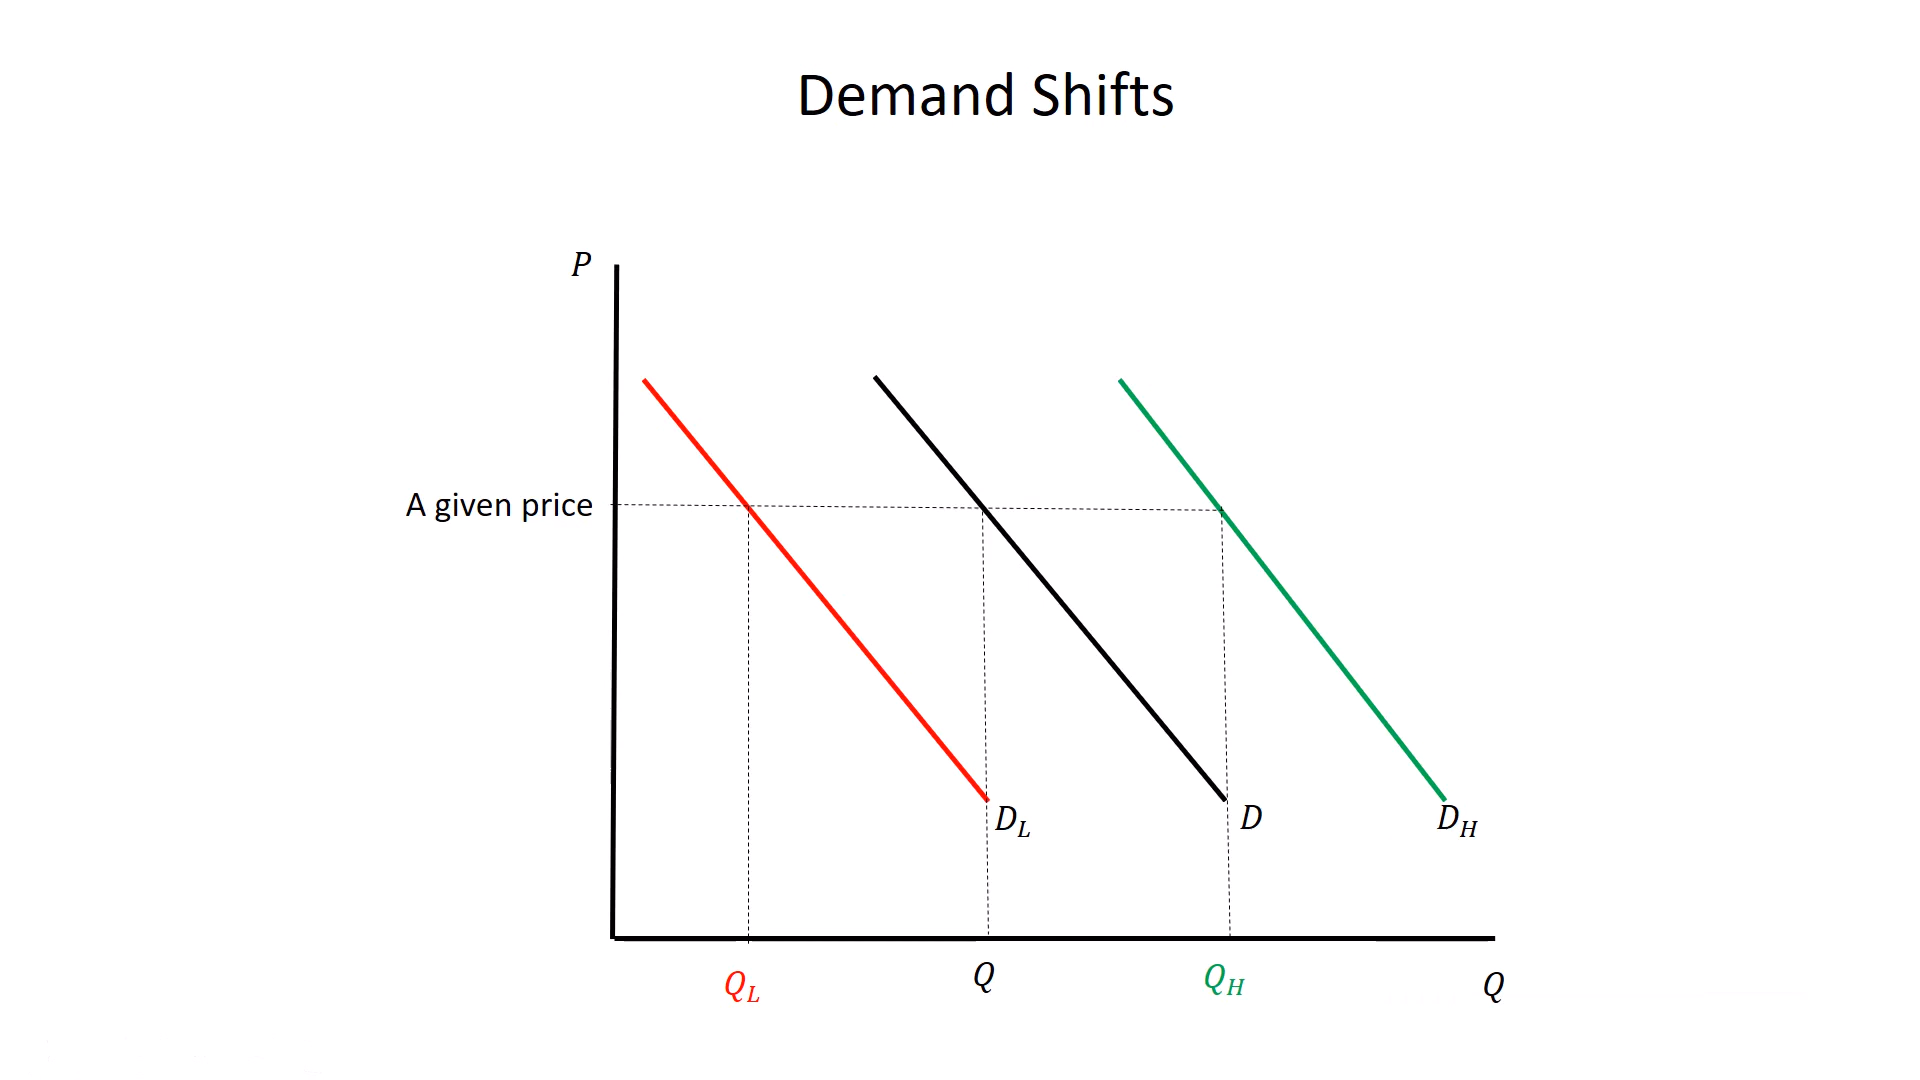 Demand Shifts
P
A given price
D_L
D
D_H
Q_L
Q
Q_H
Q